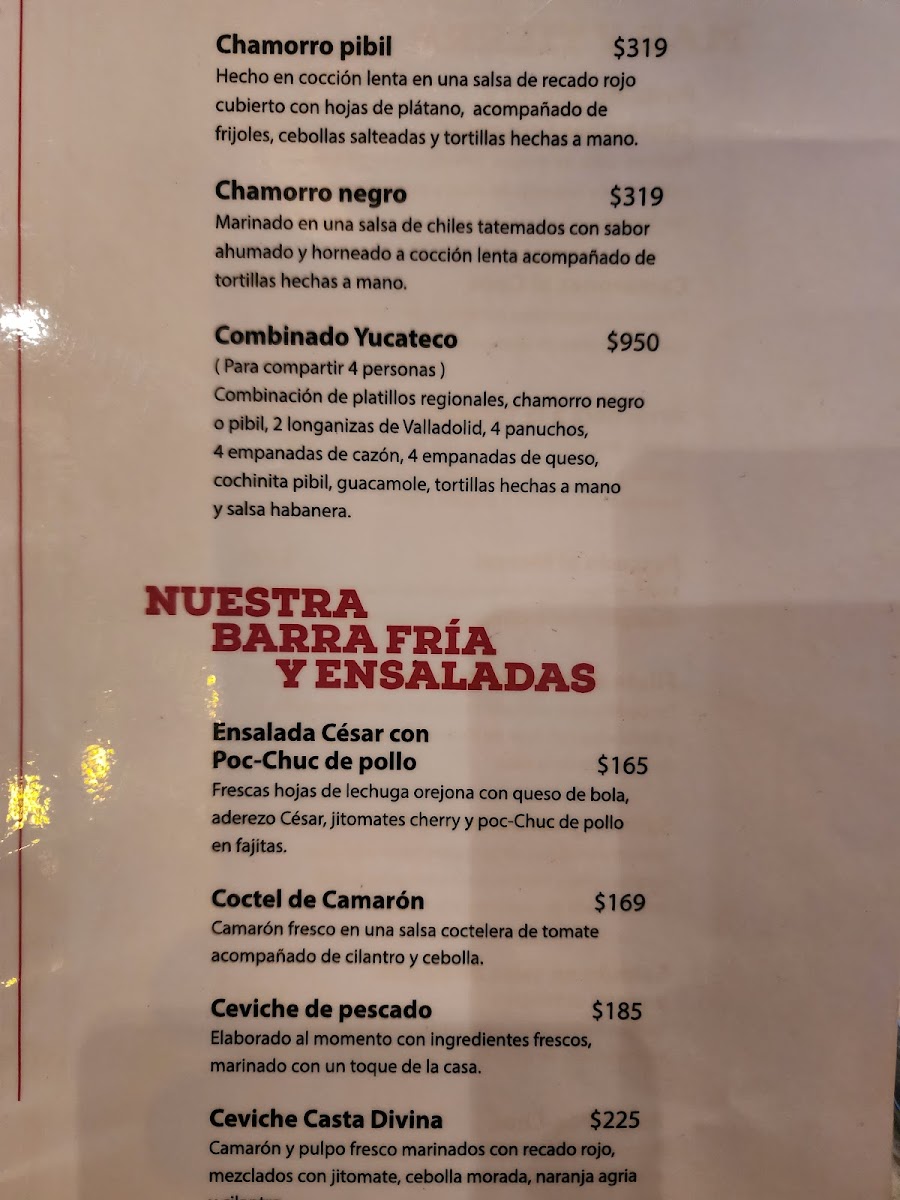 Chamorro pibil $319
Hecho en cocción lenta en una salsa de recado rojo
cubierto con hojas de plátano, acompañado de
frijoles, cebollas salteadas y tortillas hechas a mano.
Chamorro negro $319
Marinado en una salsa de chiles tatemados con sabor
ahumado y horneado a cocción lenta acompañado de
tortillas hechas a mano.
Combinado Yucateco $950
( Para compartir 4 personas )
Combinación de platillos regionales, chamorro negro
o pibil, 2 longanizas de Valladolid, 4 panuchos,
4 empanadas de cazón, 4 empanadas de queso,
cochinita pibil, guacamole, tortillas hechas a mano
y salsa habanera.
NUESTRA
BARRA FRÍA
Y ENSALADAS
Ensalada César con
Poc-Chuc de pollo $165
Frescas hojas de lechuga orejona con queso de bola,
aderezo César, jitomates cherry y poc-Chuc de pollo
en fajitas.
Coctel de Camarón $169
Camarón fresco en una salsa coctelera de tomate
acompañado de cilantro y cebolla.
Ceviche de pescado $185
Elaborado al momento con ingredientes frescos,
marinado con un toque de la casa.
Ceviche Casta Divina $225
Camarón y pulpo fresco marinados con recado rojo,
mezclados con jitomate, cebolla morada, naranja agria